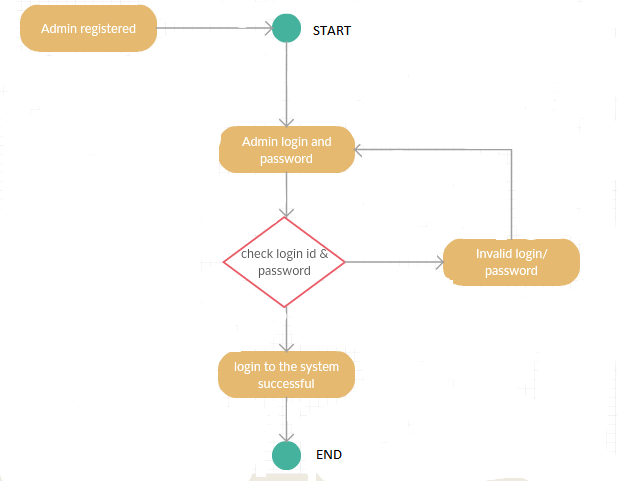 Admin registered
START
Admin login and
password
check login id &
password
Invalid login/
password
login to the system
successful
END